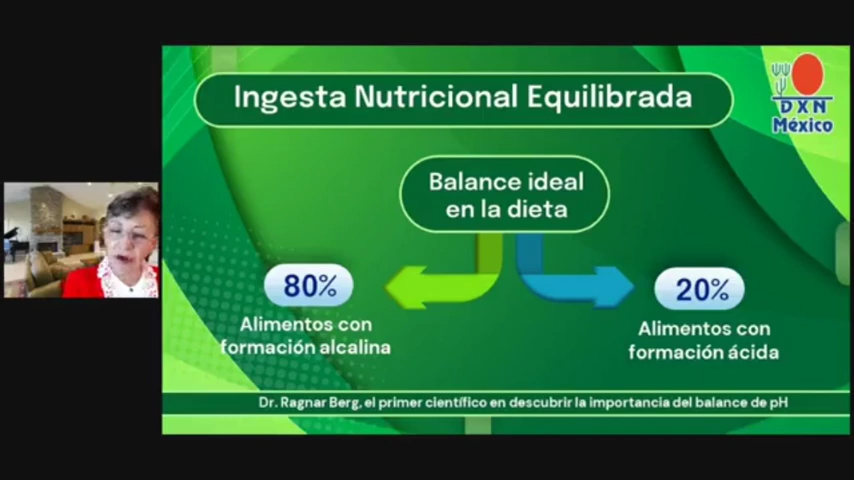 Ingesta Nutricional Equilibrada
DXN
México
Balance ideal
en la dieta
80%
Alimentos con
formación alcalina
20%
Alimentos con
formación ácida
Dr. Ragnar Berg, el primer científico en descubrir la importancia del balance de pH